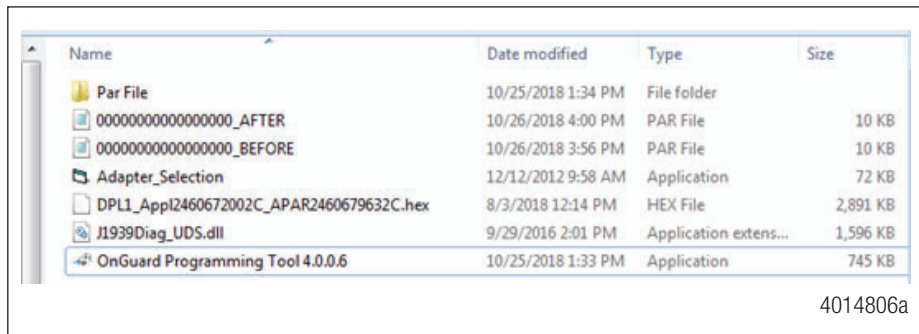 Name Date modified Type Size
Par File 10/25/2018 1:34 PM File folder
00000000000000000_AFTER 10/26/2018 4:00 PM PAR File 10 KB
00000000000000000_BEFORE 10/26/2018 3:56 PM PAR File 10 KB
Adapter_Selection 12/12/2012 9:58 AM Application 72 KB
DPL1_Appl2460672002C_APAR2460679632C.hex 8/3/2018 12:14 PM HEX File 2,891 KB
J1939Diag_UDS.dll 9/29/2016 2:01 PM Application extens... 1,596 KB
OnGuard Programming Tool 4.0.0.6 10/25/2018 1:33 PM Application 745 KB
4014806a